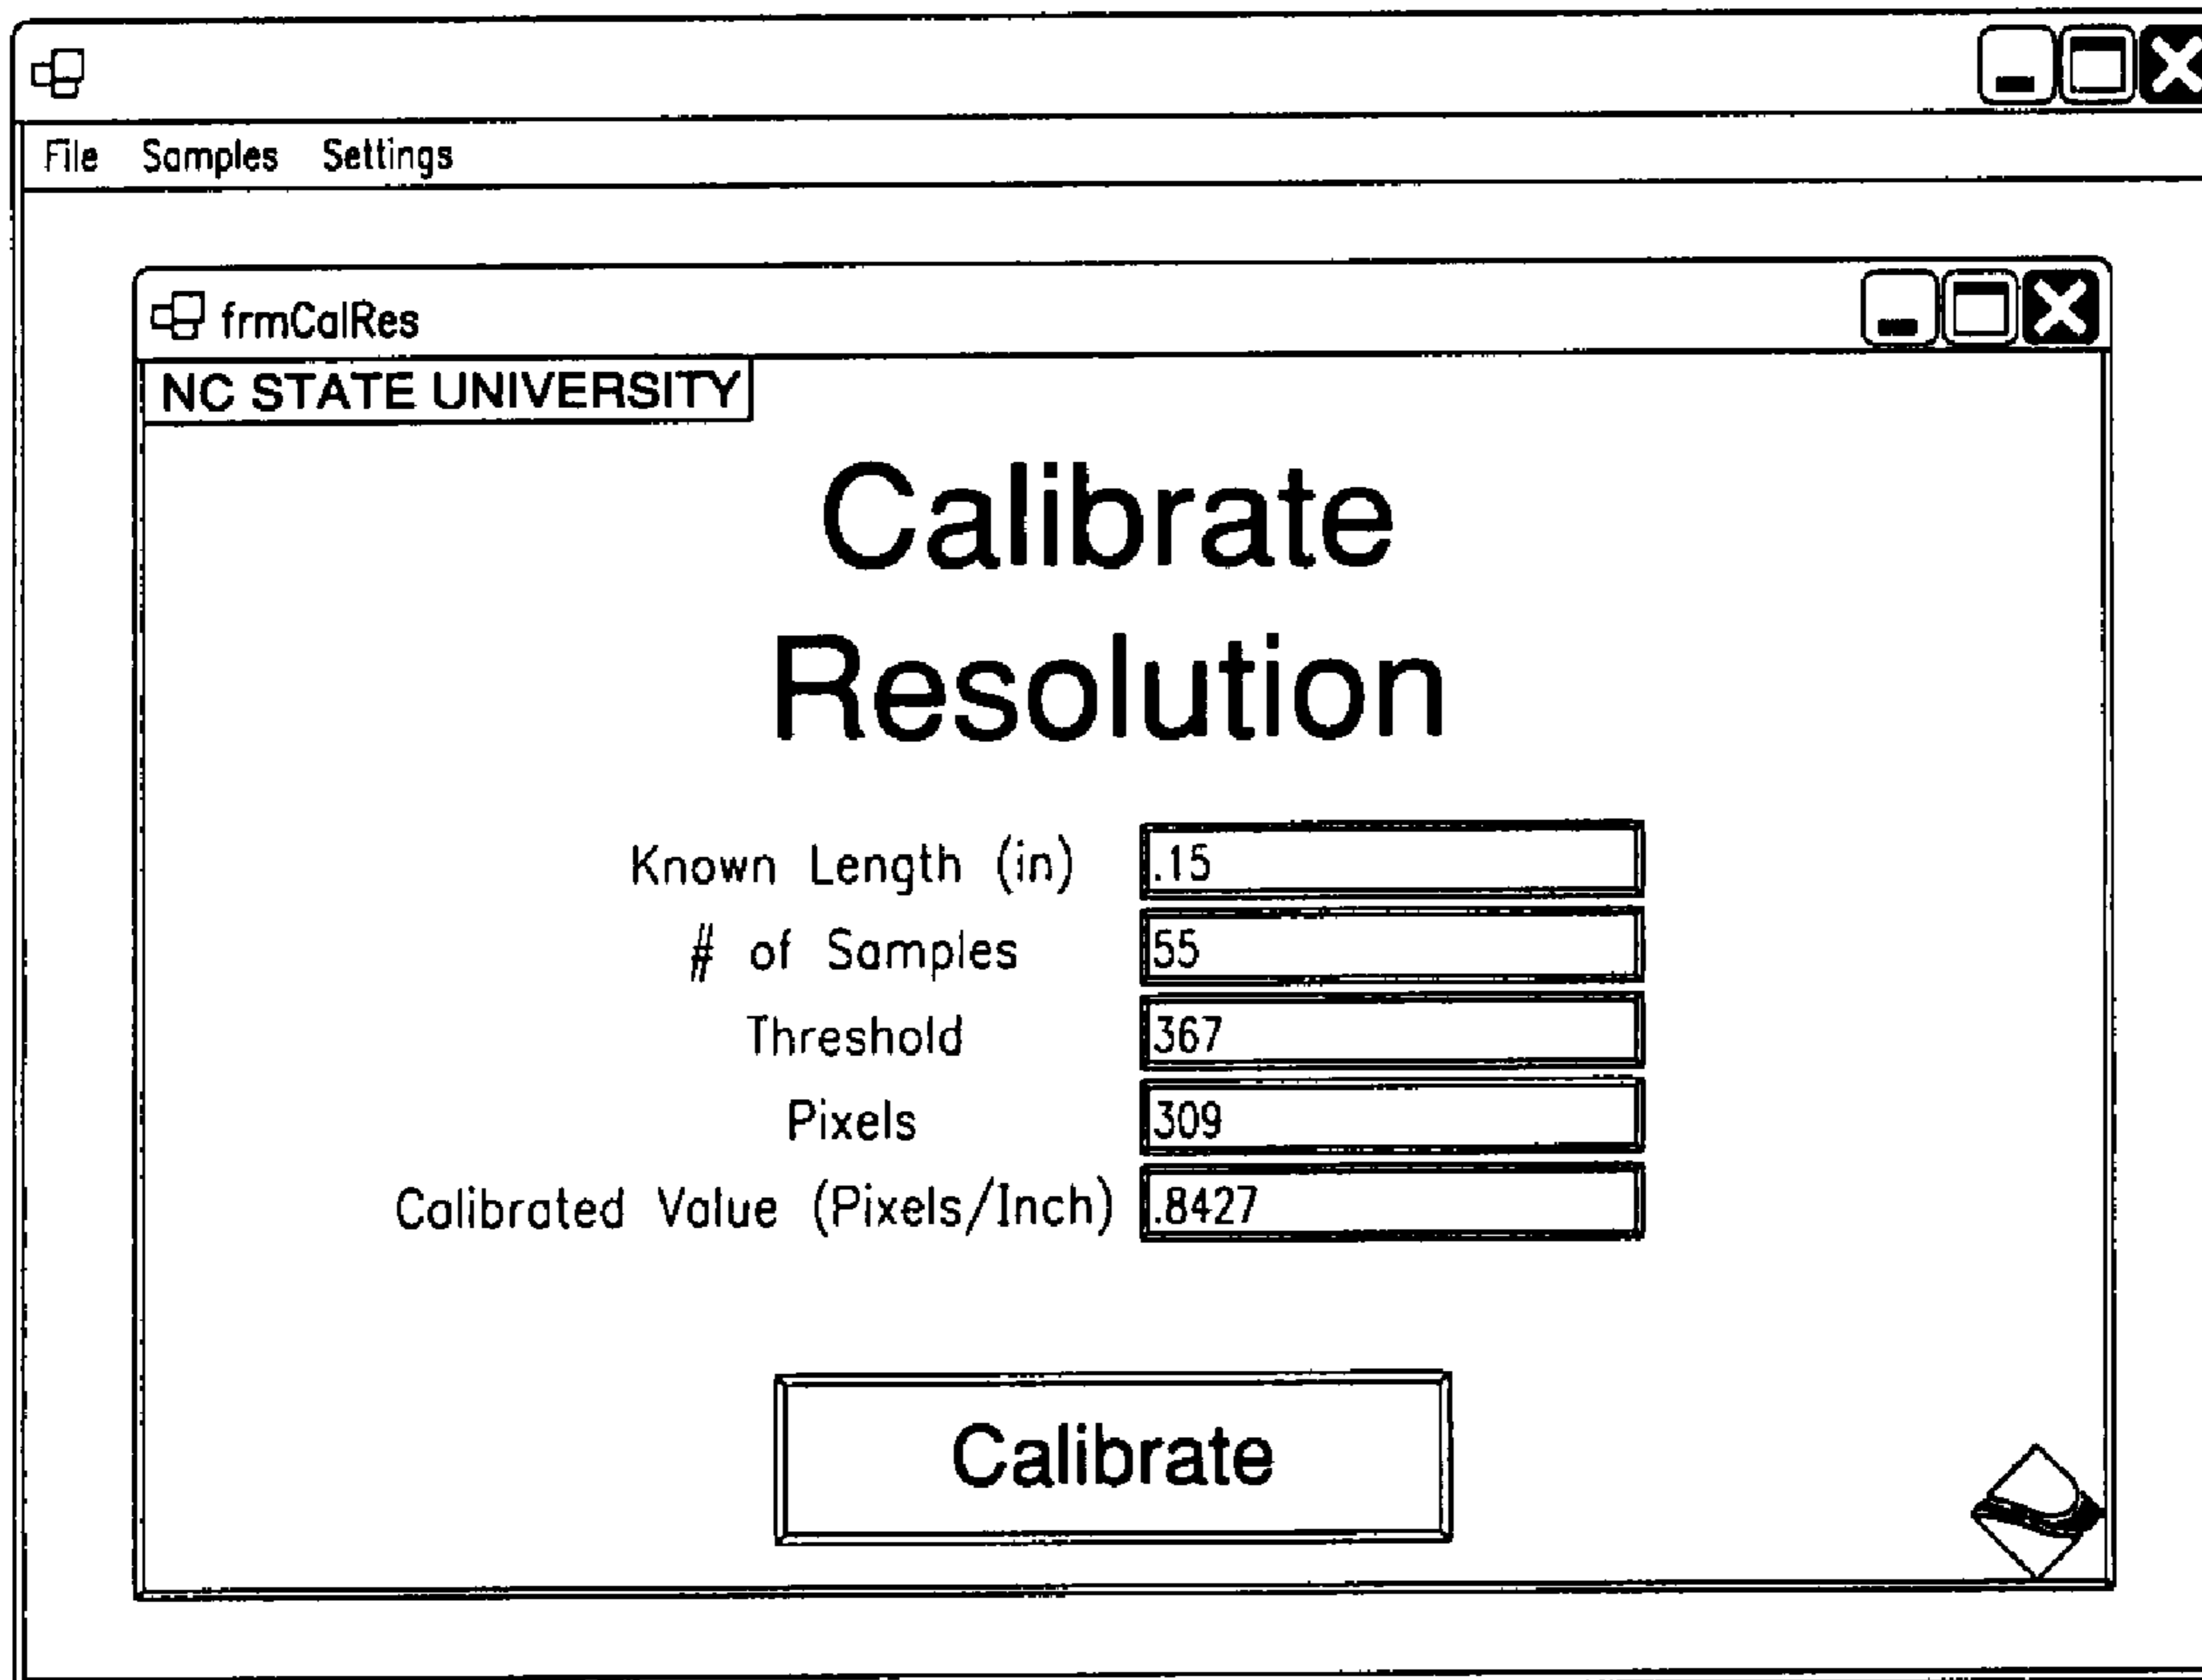 File Samples Settings
frmCalRes
NC STATE UNIVERSITY
Calibrate
Resolution
Known Length (in) .15
# of Samples 55
Threshold 367
Pixels 309
Calibrated Value (Pixels/Inch) .8427
Calibrate